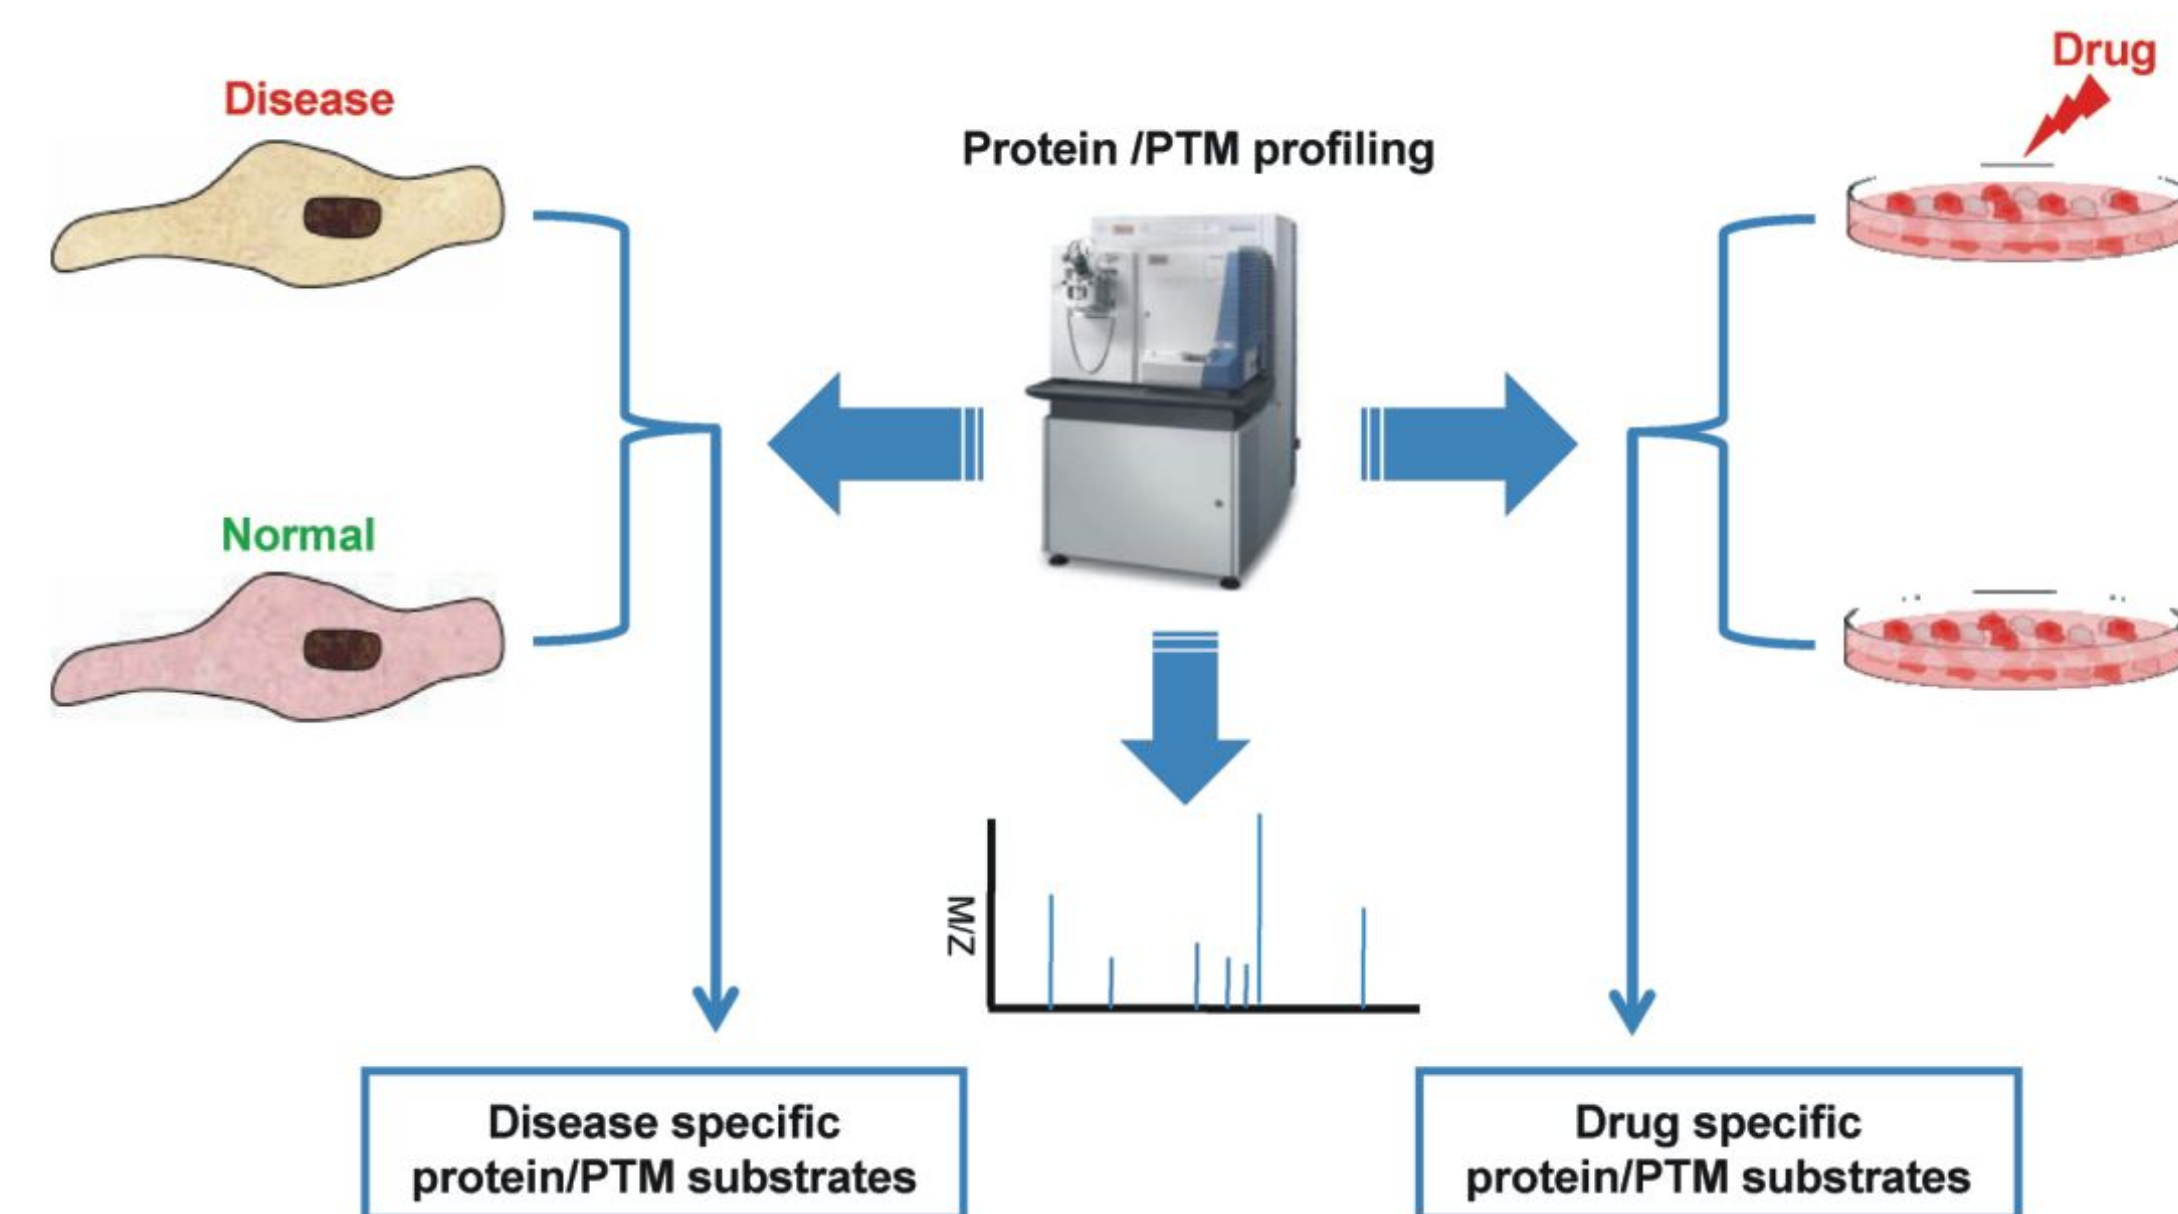 Drug
Disease
Protein /PTM profiling
Normal
M/Z
Disease specific
protein/PTM substrates
Drug specific
protein/PTM substrates